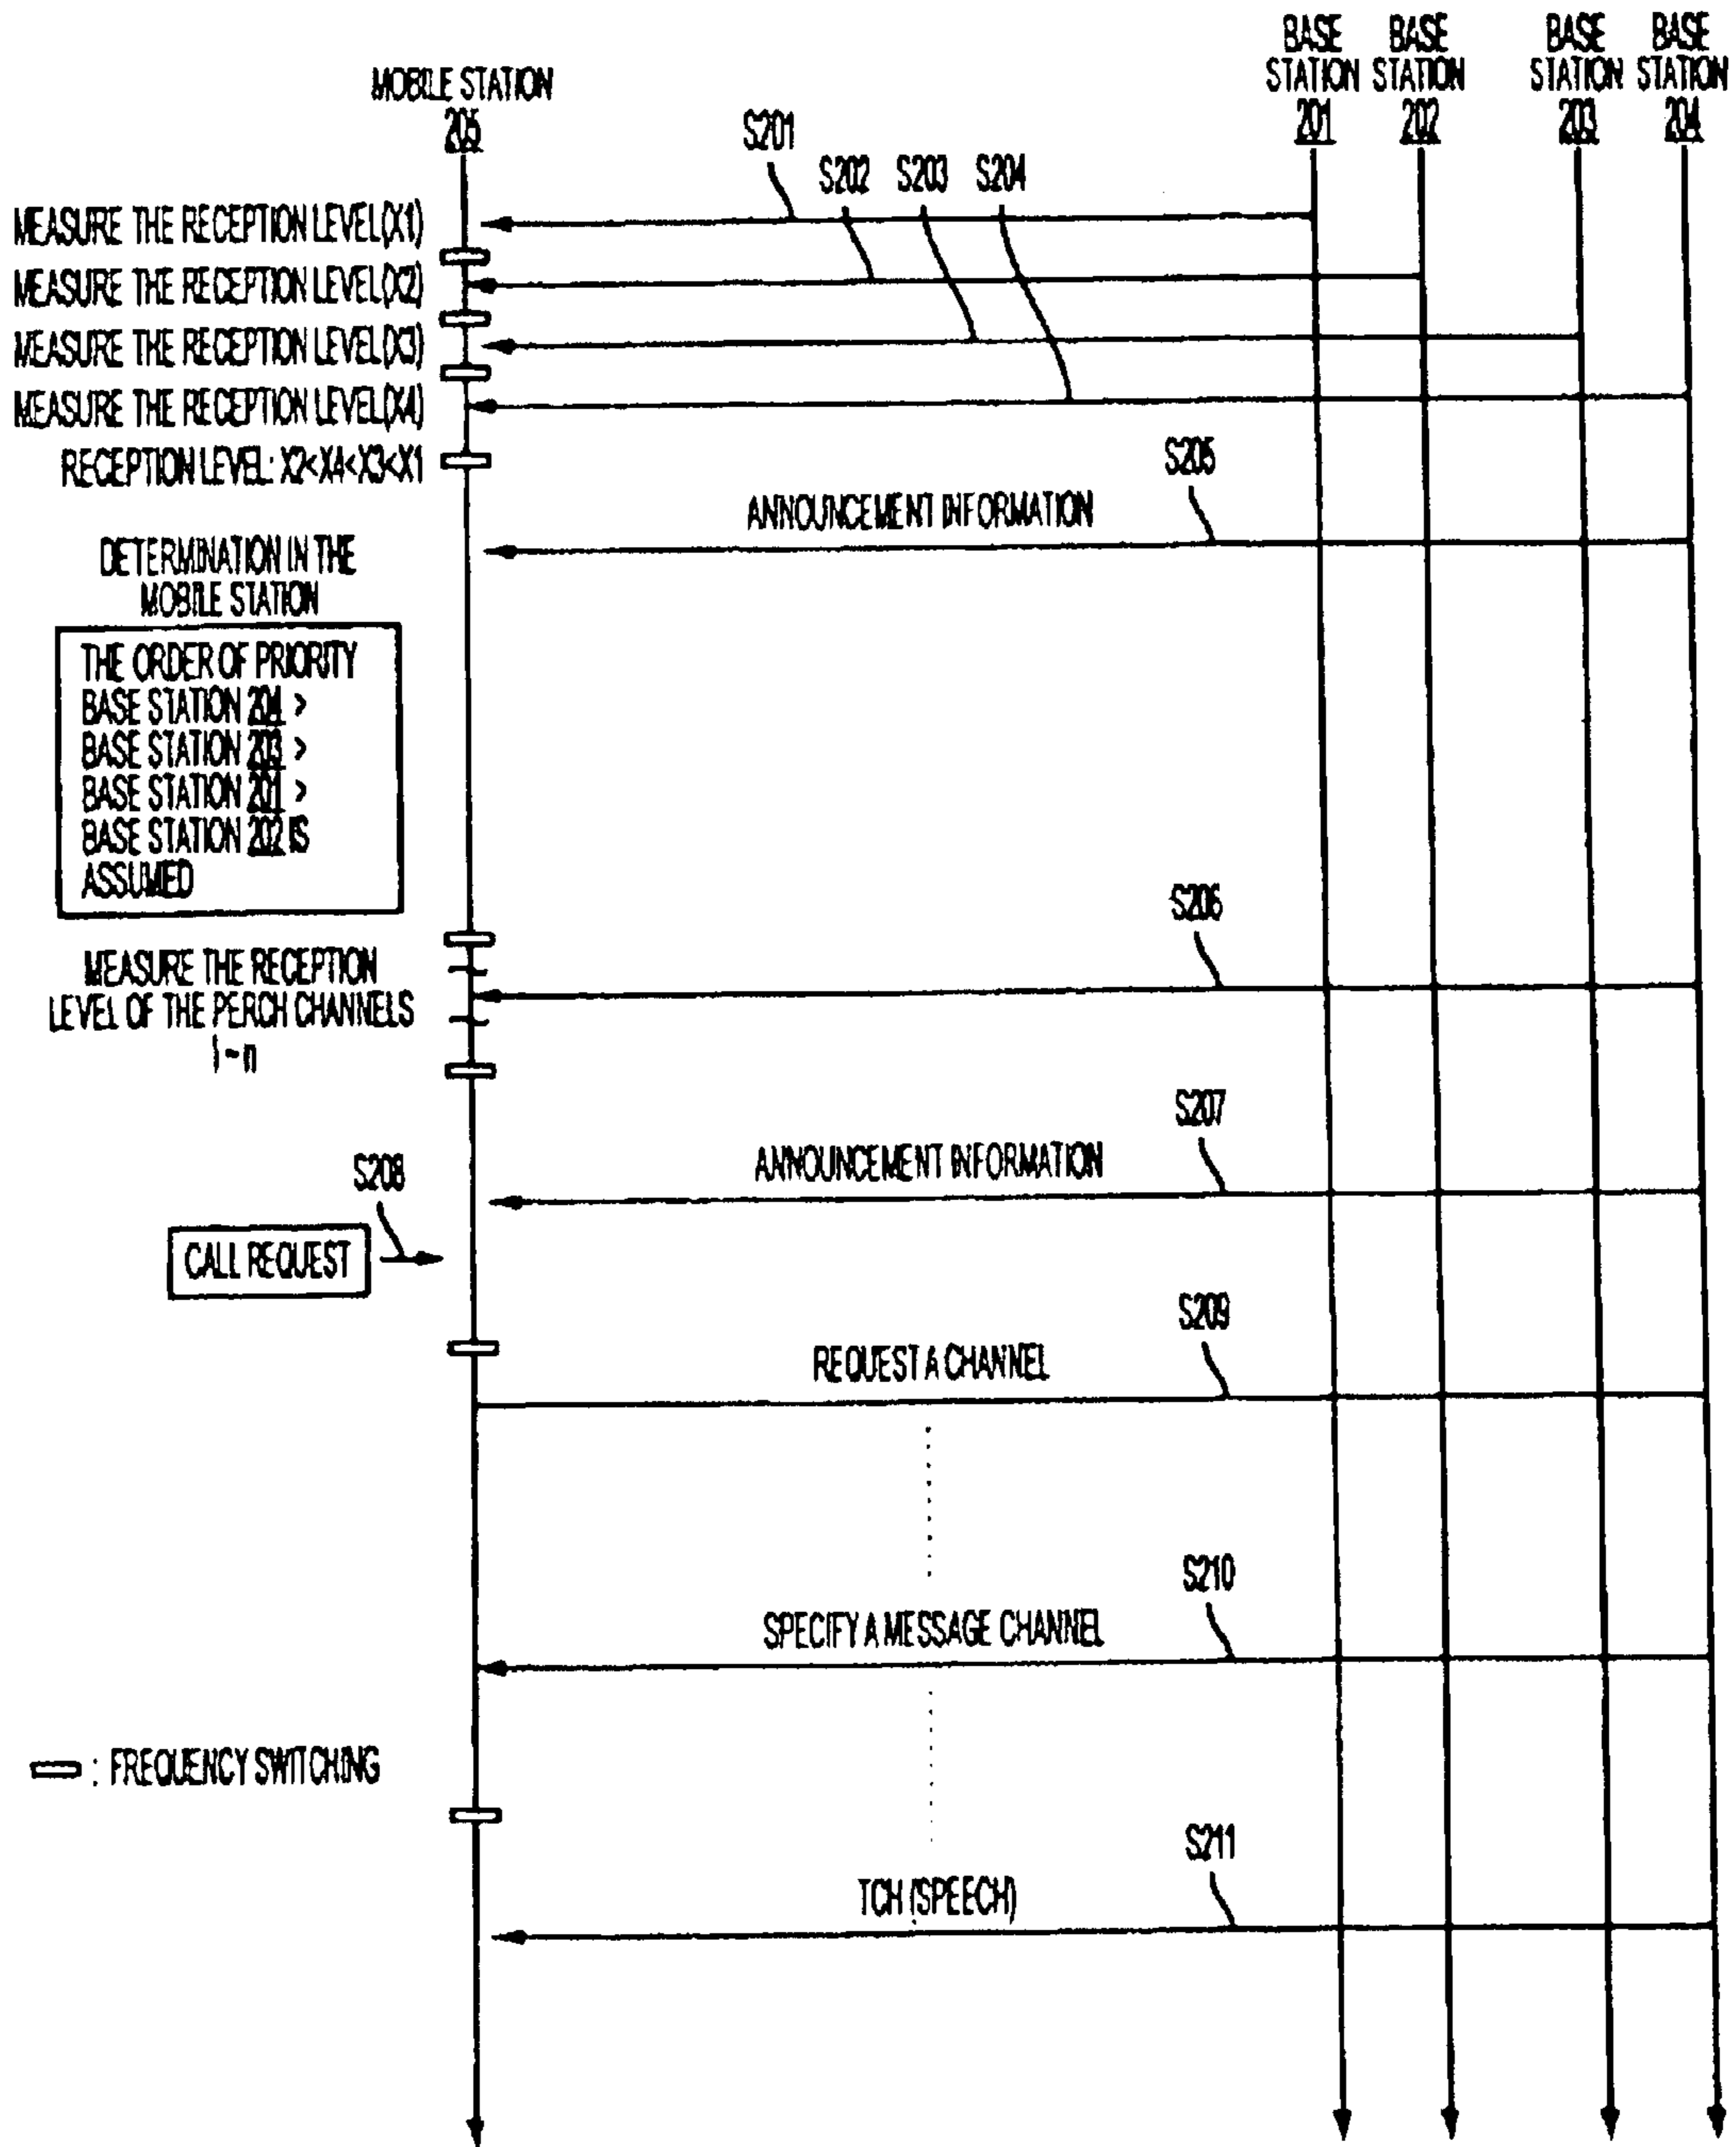 MOBILE STATION
205
BASE
STATION
201
BASE
STATION
202
BASE
STATION
203
BASE
STATION
204
S201
S202
S203
S204
MEASURE THE RECEPTION LEVEL(X1)
MEASURE THE RECEPTION LEVEL(X2)
MEASURE THE RECEPTION LEVEL(X3)
MEASURE THE RECEPTION LEVEL(X4)
RECEPTION LEVEL: X2<X4<X3<X1
S205
ANNOUNCEMENT INFORMATION
DETERMINATION IN THE
MOBILE STATION
THE ORDER OF PRIORITY
BASE STATION 204 >
BASE STATION 203 >
BASE STATION 201 >
BASE STATION 202 IS
ASSUMED
S206
MEASURE THE RECEPTION
LEVEL OF THE PERCH CHANNELS
1~n
S207
ANNOUNCEMENT INFORMATION
S208
CALL REQUEST
S209
REQUEST A CHANNEL
S210
SPECIFY A MESSAGE CHANNEL
: FREQUENCY SWITCHING
S211
TCH (SPEECH)